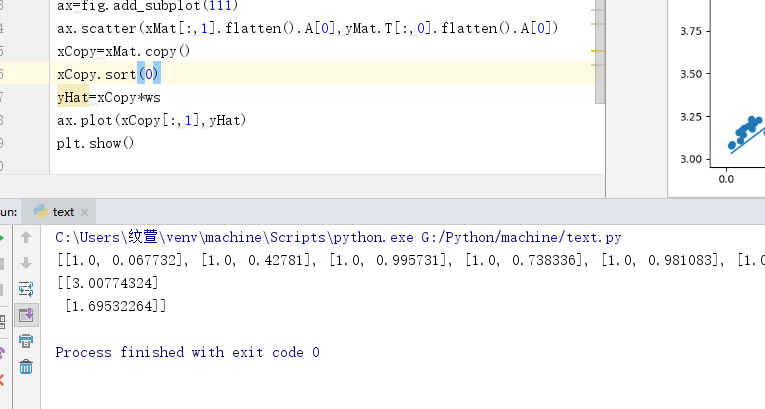 ax=fig.add_subplot(111)
ax.scatter(xMat[:,1].flatten().A[0],yMat.T[:,0].flatten().A[0])
xCopy=xMat.copy()
xCopy.sort(0)
yHat=xCopy*ws
ax.plot(xCopy[:,1],yHat)
plt.show()
3.75
3.50
3.25
3.00
0.0
un:
text
C:\Users\纹萱\venv\machine\Scripts\python.exe G:/Python/machine/text.py
[[1.0, 0.067732], [1.0, 0.42781], [1.0, 0.995731], [1.0, 0.738336], [1.0, 0.981083], [1.0
[[3.00774324]
[1.69532264]]
Process finished with exit code 0